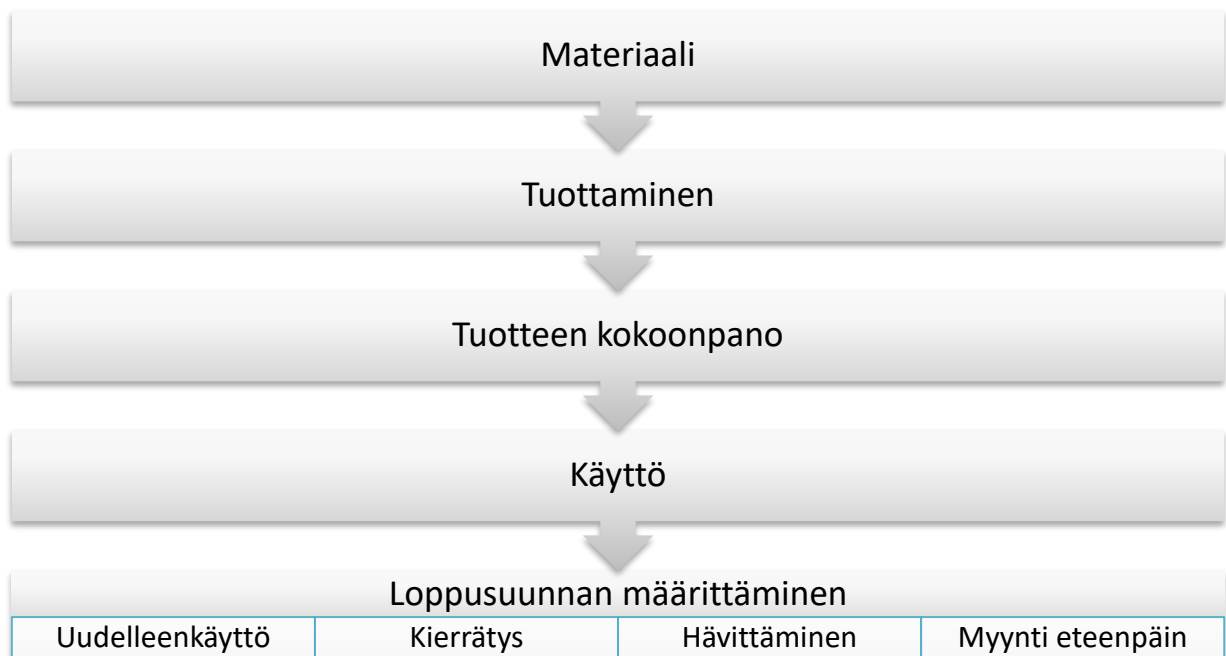 Materiaali
Tuottaminen
Tuotteen kokoonpano
Käyttö
Loppusuunnan määrittäminen
Uudelleenkäyttö Kierrätys Hävittäminen Myynti eteenpäin